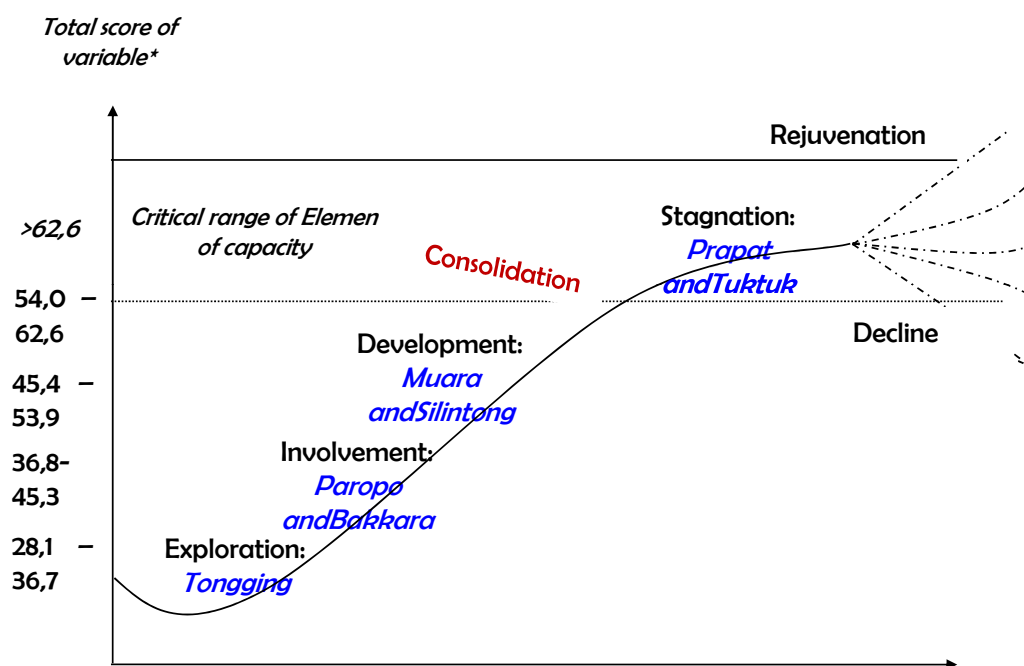 Total score of
variable*
Rejuvenation
>62,6
Critical range of Elemen
of capacity
Stagnation:
Prapat
andTuktuk
Consolidation
54,0 –
62,6
Decline
Development:
Muara
andSilintong
45,4 –
53,9
Involvement:
Paropo
andBakkara
36,8-
45,3
Exploration:
Tongging
28,1 –
36,7